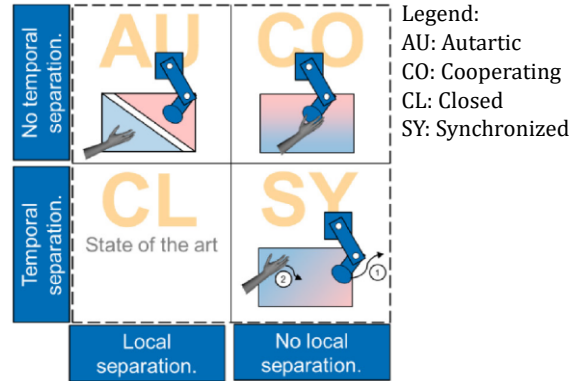 No temporal
separation.
AU
CO
Legend:
AU: Autartic
CO: Cooperating
CL: Closed
SY: Synchronized
Temporal
separation.
CL
State of the art
SY
2
1
Local
separation.
No local
separation.